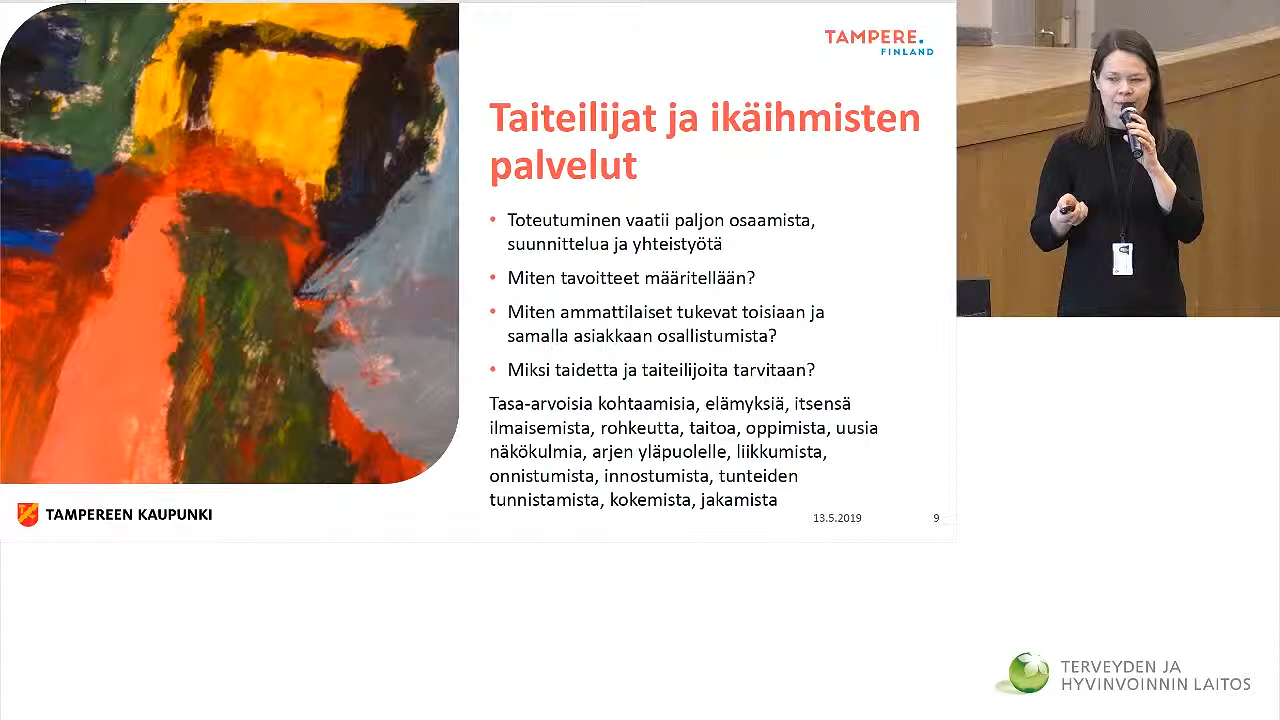 TAMPERE.
FINLAND
Taiteilijat ja ikäihmisten
palvelut
• Toteutuminen vaatii paljon osaamista,
suunnittelua ja yhteistyötä
• Miten tavoitteet määritellään?
• Miten ammattilaiset tukevat toisiaan ja
samalla asiakkaan osallistumista?
• Miksi taidetta ja taiteilijoita tarvitaan?
Tasa-arvoisia kohtaamisia, elämyksiä, itsensä
ilmaisemista, rohkeutta, taitoa, oppimista, uusia
näkökulmia, arjen yläpuolelle, liikkumista,
onnistumista, innostumista, tunteiden
tunnistamista, kokemista, jakamista
TAMPEREEN KAUPUNKI
13.5.2019
9
TERVEYDEN JA
HYVINVOINNIN LAITOS